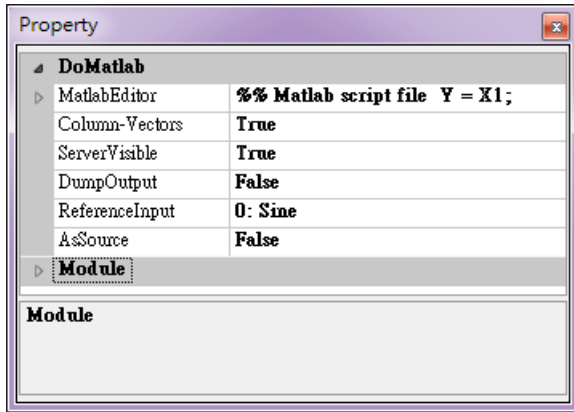 Property
DoMatlab
MatlabEditor %% Matlab script file Y = X1;
Column-Vectors True
ServerVisible True
DumpOutput False
ReferenceInput 0: Sine
AsSource False
Module
Module